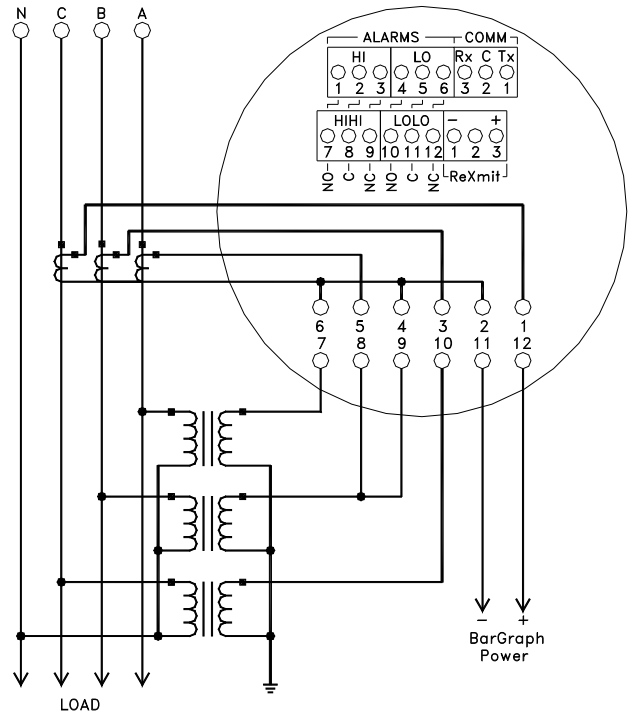 N C B A
ALARMS COMM
HI LO Rx C Tx
1 2 3 4 5 6 3 2 1
HIHI LOLO - +
7 8 9 10 11 12 1 2 3
NO C NC NO C NC ReXmit
6 5 4 3 2 1
7 8 9 10 11 12
- +
BarGraph
Power
LOAD